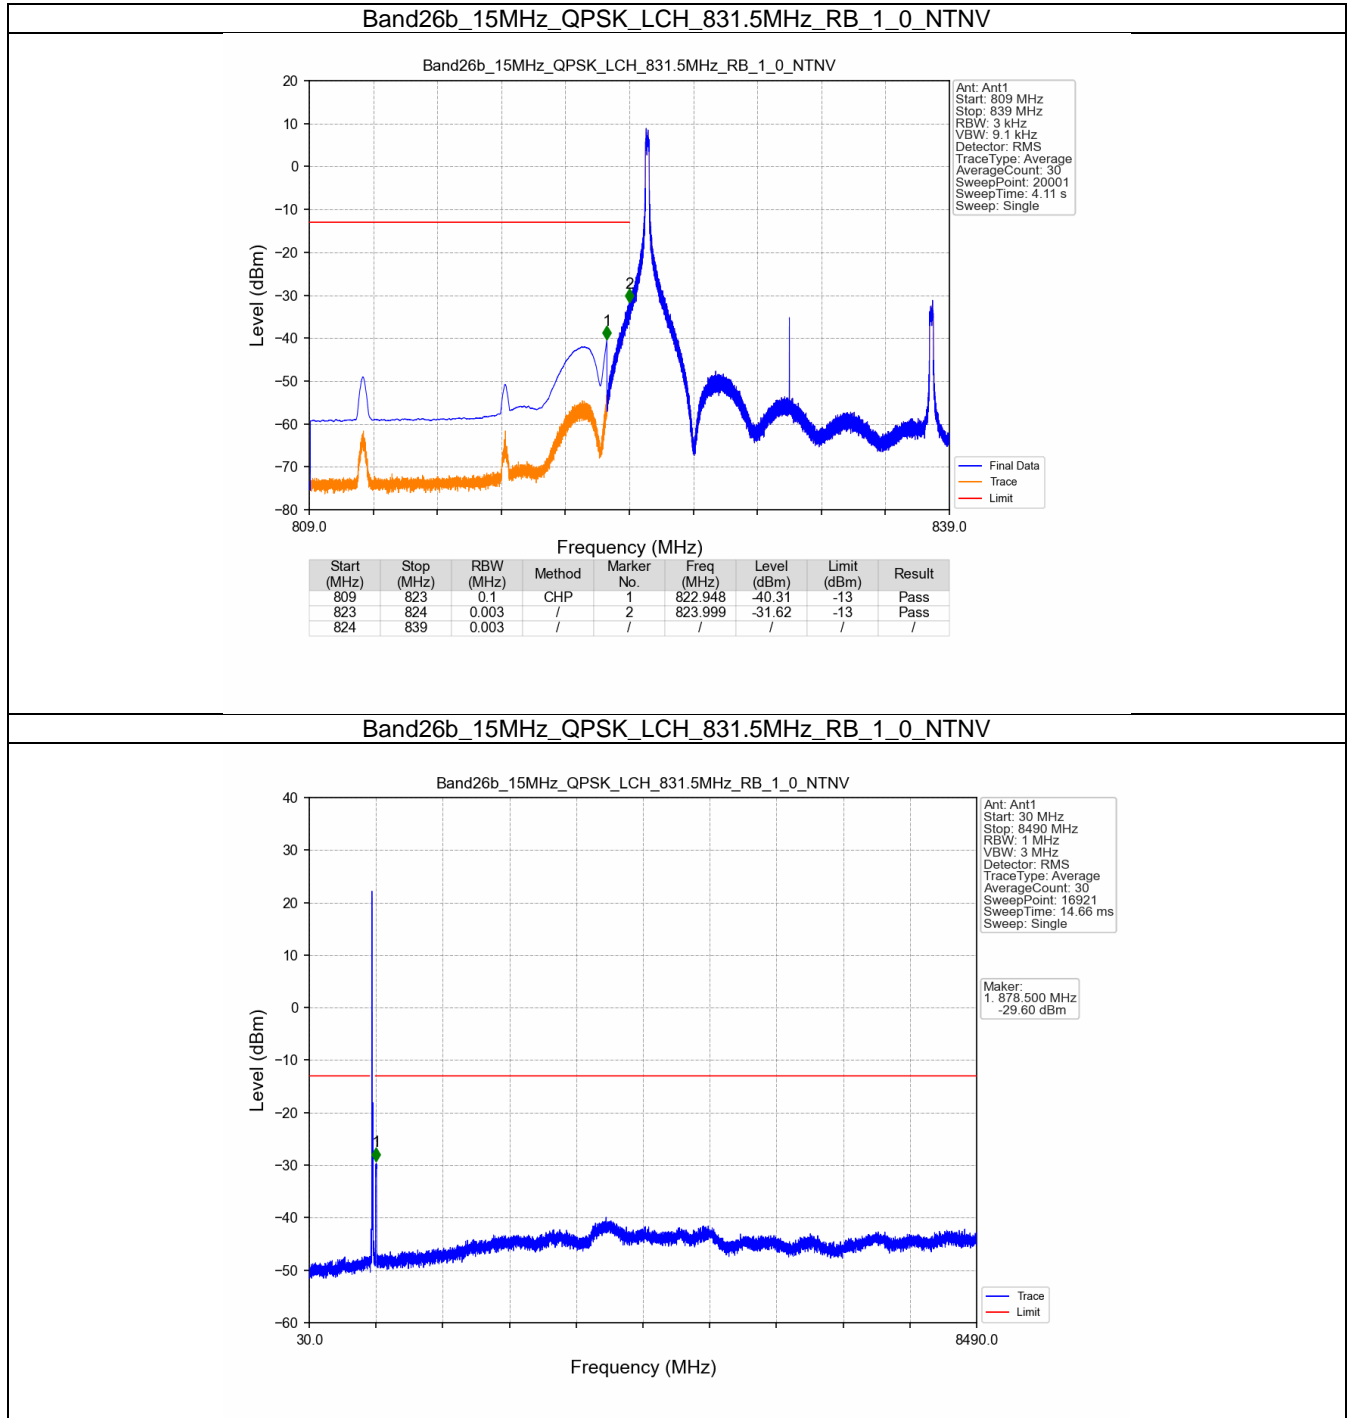 Band26b_15MHz_QPSK_LCH_831.5MHz_RB_1_0_NTNV
Band26b_15MHz_QPSK_LCH_831.5MHz_RB_1_0_NTNV
20
10
0
−10
−20
−30
−40
−50
−60
−70
−80
Level (dBm)
1
2
809.0
839.0
Frequency (MHz)
Ant: Ant1
Start: 809 MHz
Stop: 839 MHz
RBW: 3 kHz
VBW: 9.1 kHz
Detector: RMS
TraceType: Average
AverageCount: 30
SweepPoint: 20001
SweepTime: 4.11 s
Sweep: Single
Final Data
Trace
Limit
Start (MHz) Stop (MHz) RBW (MHz) Method Marker No. Freq (MHz) Level (dBm) Limit (dBm) Result
809 823 0.1 CHP 1 822.948 -40.31 -13 Pass
823 824 0.003 / 2 823.999 -31.62 -13 Pass
824 839 0.003 / / / / / /
Band26b_15MHz_QPSK_LCH_831.5MHz_RB_1_0_NTNV
Band26b_15MHz_QPSK_LCH_831.5MHz_RB_1_0_NTNV
40
30
20
10
0
−10
−20
−30
−40
−50
−60
Level (dBm)
1
30.0
8490.0
Frequency (MHz)
Ant: Ant1
Start: 30 MHz
Stop: 8490 MHz
RBW: 1 MHz
VBW: 3 MHz
Detector: RMS
TraceType: Average
AverageCount: 30
SweepPoint: 16921
SweepTime: 14.66 ms
Sweep: Single
Maker:
1. 878.500 MHz
-29.60 dBm
Trace
Limit